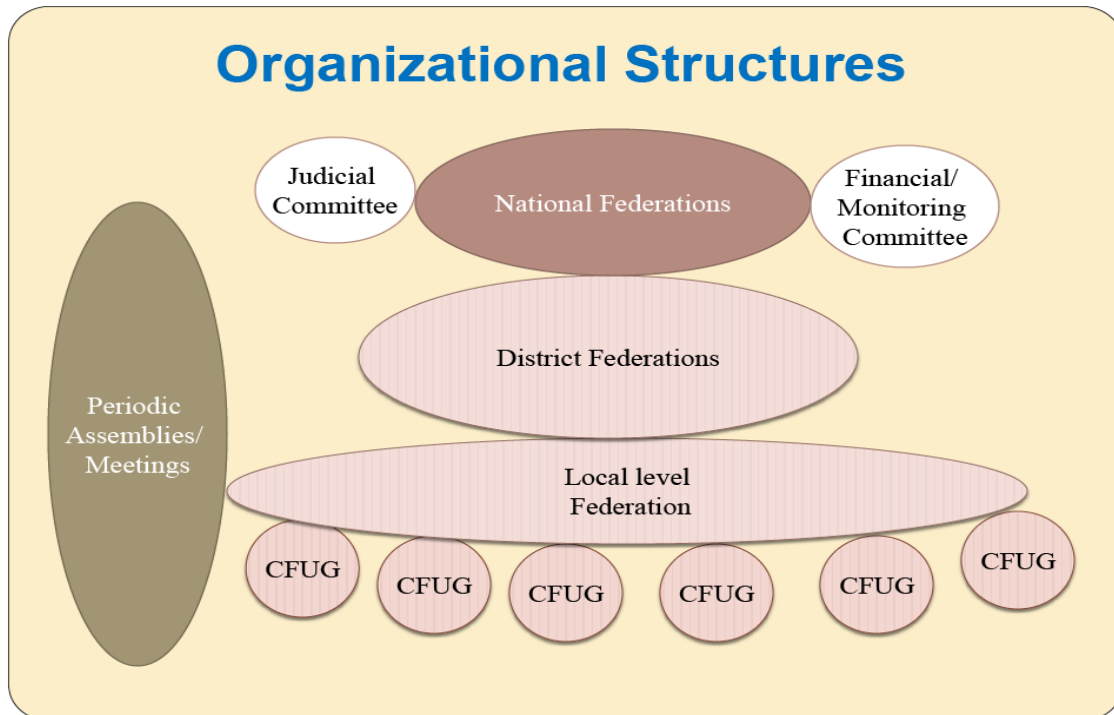 Organizational Structures
Judicial
Committee
National Federations
Financial/
Monitoring
Committee
District Federations
Periodic
Assemblies/
Meetings
Local level
Federation
CFUG
CFUG
CFUG
CFUG
CFUG
CFUG